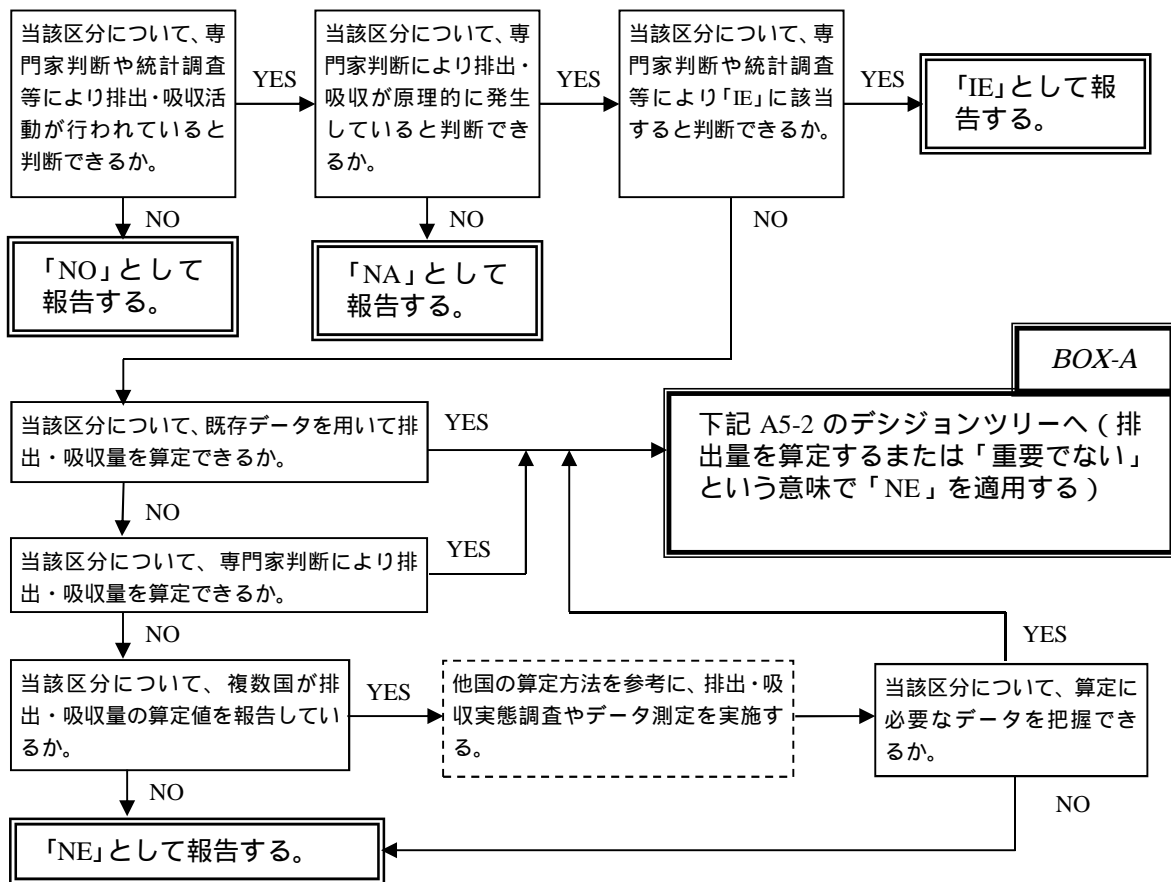 当該区分について、専
門家判断や統計調査
等により排出・吸収活
動が行われていると
判断できるか。
YES
当該区分について、専
門家判断により排出・
吸収が原理的に発生
していると判断でき
るか。
YES
当該区分について、専
門家判断や統計調査
等により「IE」に該当
すると判断できるか。
YES
「IE」として報
告する。
NO
NO
NO
「NO」として
報告する。
「NA」として
報告する。
BOX-A
下記 A5-2 のデシジョンツリーへ(排
出量を算定するまたは「重要でない」
という意味で「NE」を適用する)
当該区分について、既存データを用いて排
出・吸収量を算定できるか。
YES
NO
当該区分について、専門家判断により排
出・吸収量を算定できるか。
YES
NO
当該区分について、複数国が排
出・吸収量の算定値を報告してい
るか。
YES
他国の算定方法を参考に、排出・吸
収実態調査やデータ測定を実施す
る。
当該区分について、算定に
必要なデータを把握でき
るか。
YES
NO
NO
「NE」として報告する。